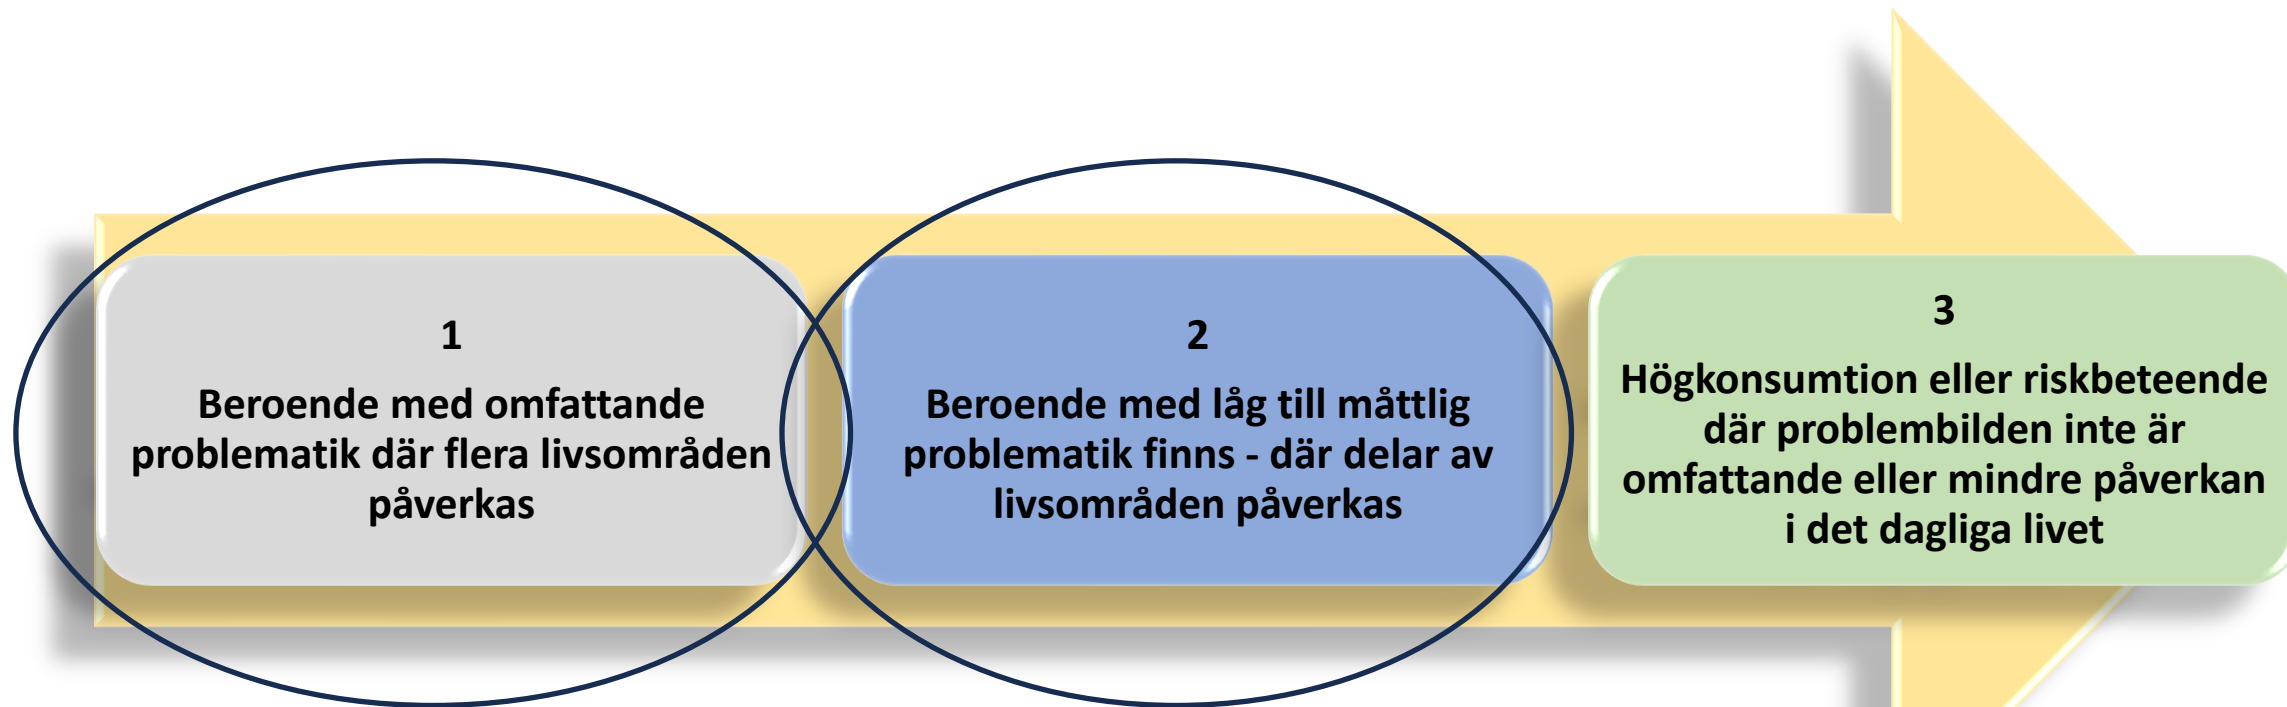 1
Beroende med omfattande
problematik där flera livsområden
påverkas
2
Beroende med låg till måttlig
problematik finns - där delar av
livsområden påverkas
3
Högkonsumtion eller riskbeteende
där problembilden inte är
omfattande eller mindre påverkan
i det dagliga livet